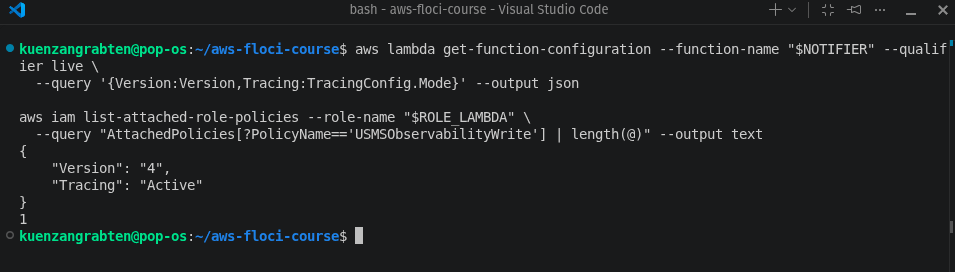 bash - aws-floci-course - Visual Studio Code
kuenzangrabten@pop-os:~/aws-floci-course$ aws lambda get-function-configuration --function-name "$NOTIFIER" --qualif
ier live \
  --query '{Version:Version,Tracing:TracingConfig.Mode}' --output json

aws iam list-attached-role-policies --role-name "$ROLE_LAMBDA" \
  --query "AttachedPolicies[?PolicyName=='USMSObservabilityWrite'] | length(@)" --output text
{
    "Version": "4",
    "Tracing": "Active"
}
1
kuenzangrabten@pop-os:~/aws-floci-course$